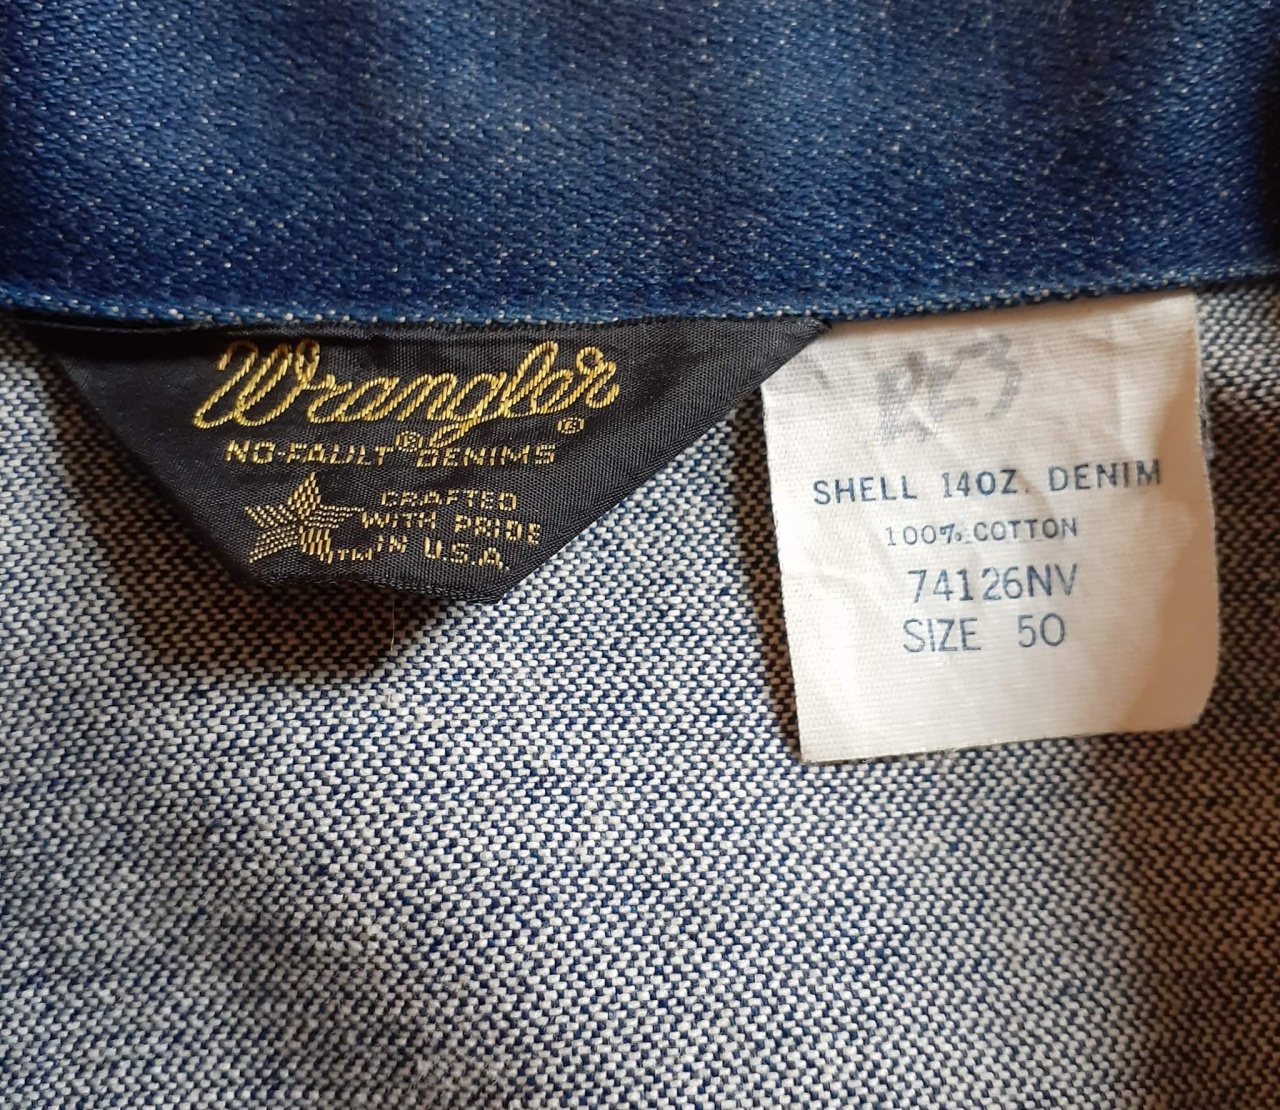 Wrangler®
NO-FAULT® DENIMS
CRAFTED
WITH PRIDE
TM IN U.S.A.
SHELL 14OZ. DENIM
100% COTTON
74126NV
SIZE 50